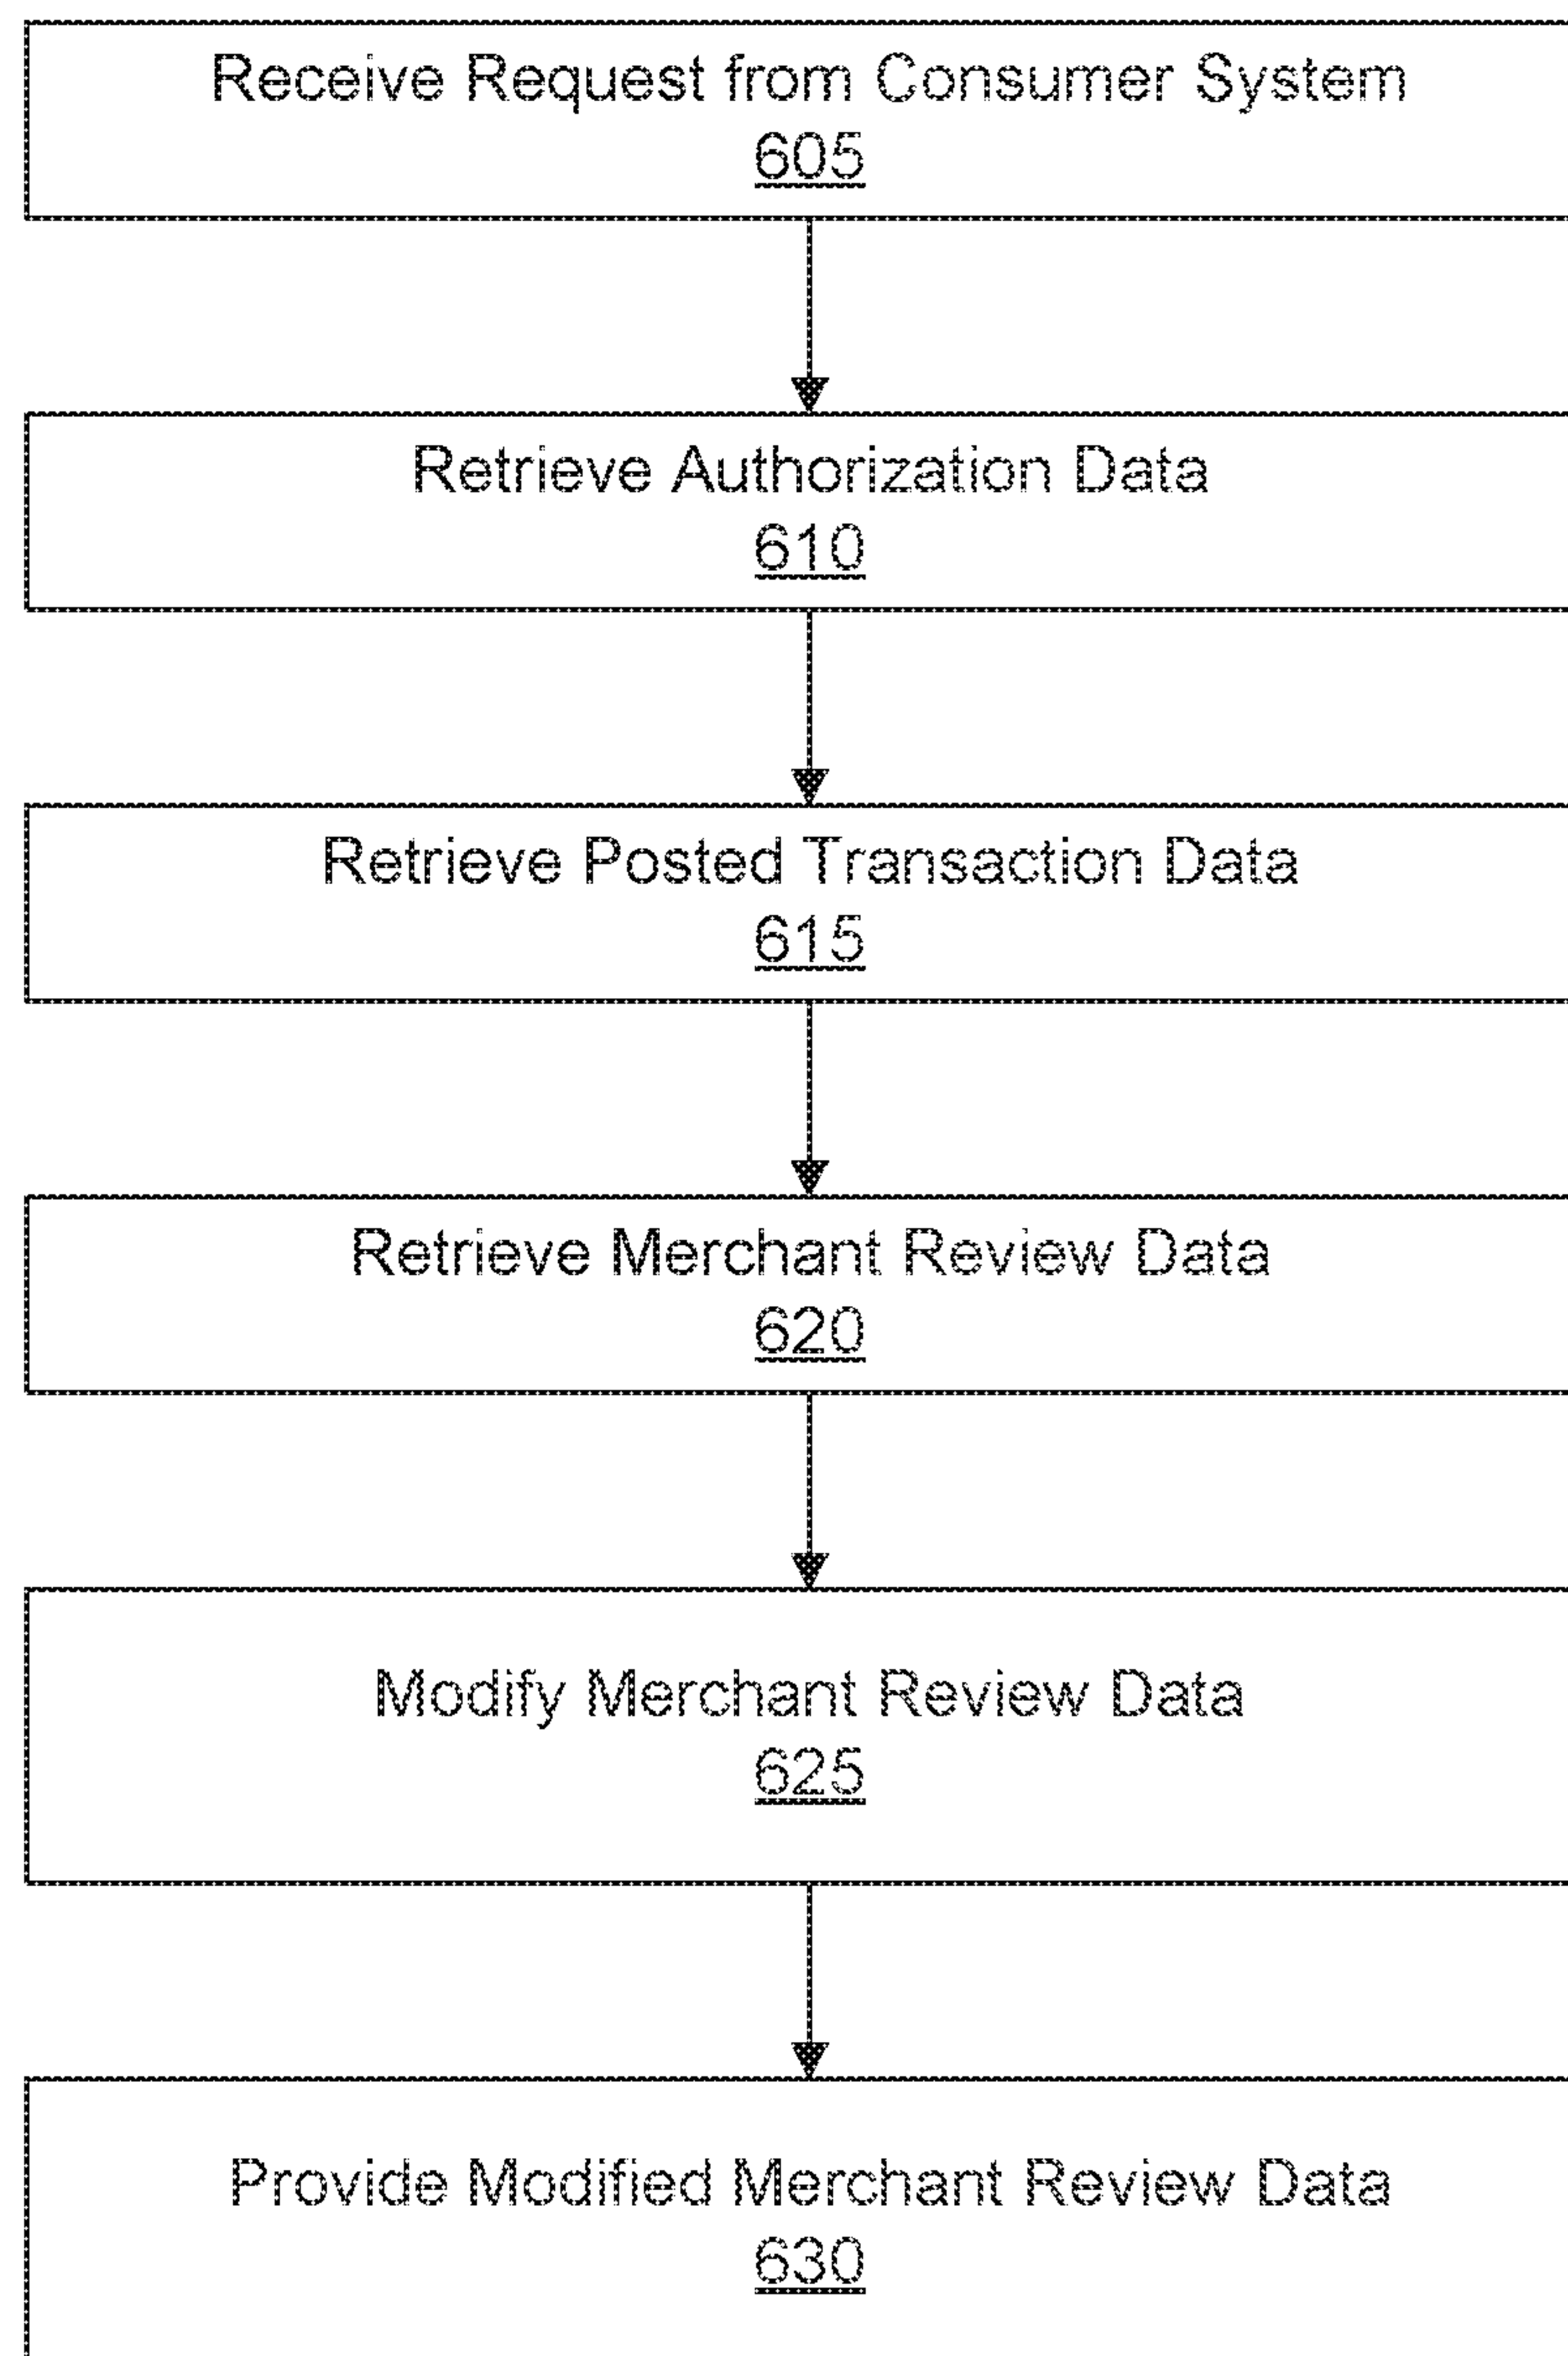 Receive Request from Consumer System
605
Retrieve Authorization Data
610
Retrieve Posted Transaction Data
615
Retrieve Merchant Review Data
620
Modify Merchant Review Data
625
Provide Modified Merchant Review Data
630